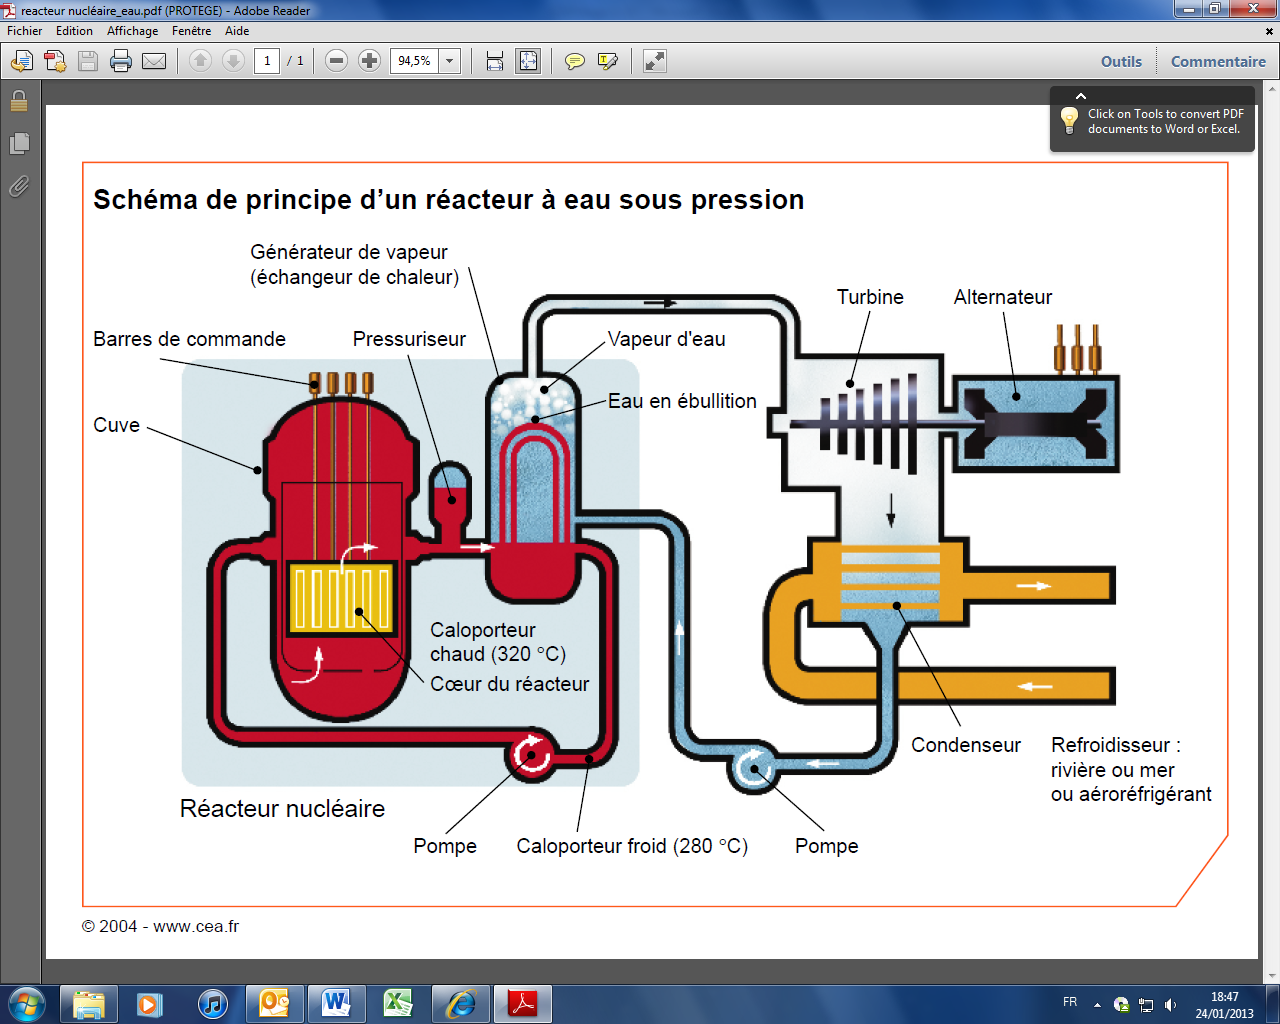 reacteur nucléaire_eau.pdf (PROTEGE) - Adobe Reader
Fichier Edition Affichage Fenêtre Aide
1 / 1 94,5% Outils Commentaire
Click on Tools to convert PDF
documents to Word or Excel.
Schéma de principe d'un réacteur à eau sous pression
Générateur de vapeur
(échangeur de chaleur)
Turbine
Alternateur
Barres de commande
Pressuriseur
Vapeur d'eau
Eau en ébullition
Cuve
Caloporteur
chaud (320 °C)
Cœur du réacteur
Condenseur
Refroidisseur :
rivière ou mer
ou aéroréfrigérant
Réacteur nucléaire
Pompe
Caloporteur froid (280 °C)
Pompe
© 2004 - www.cea.fr
FR
18:47
24/01/2013